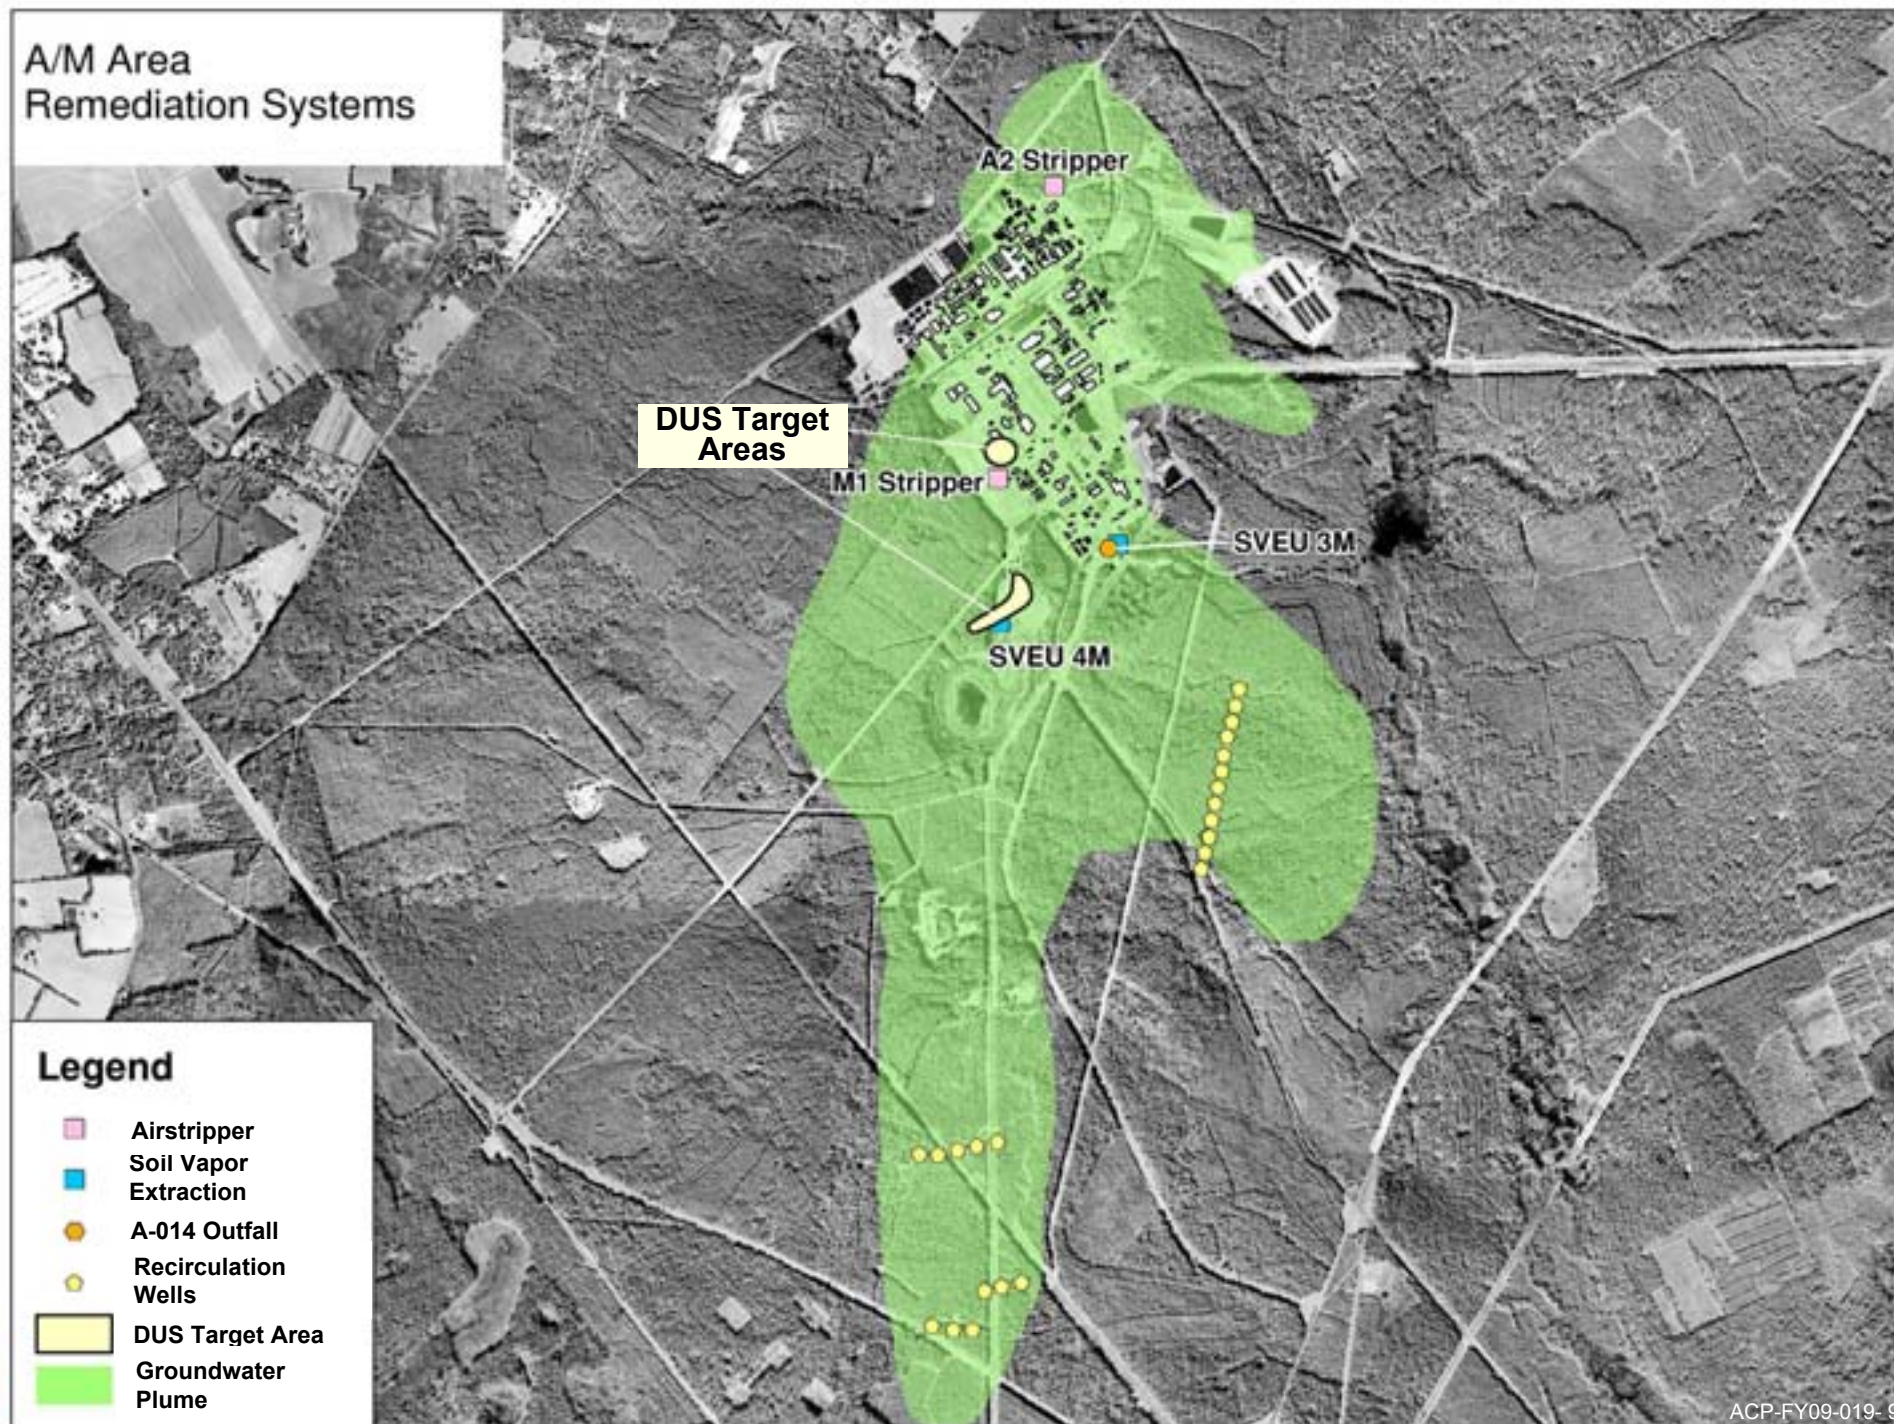 A/M Area
Remediation Systems
A2 Stripper
DUS Target
Areas
M1 Stripper
SVEU 3M
SVEU 4M
Legend
Airstripper
Soil Vapor
Extraction
A-014 Outfall
Recirculation
Wells
DUS Target Area
Groundwater
Plume
ACP-FY09-019- 9